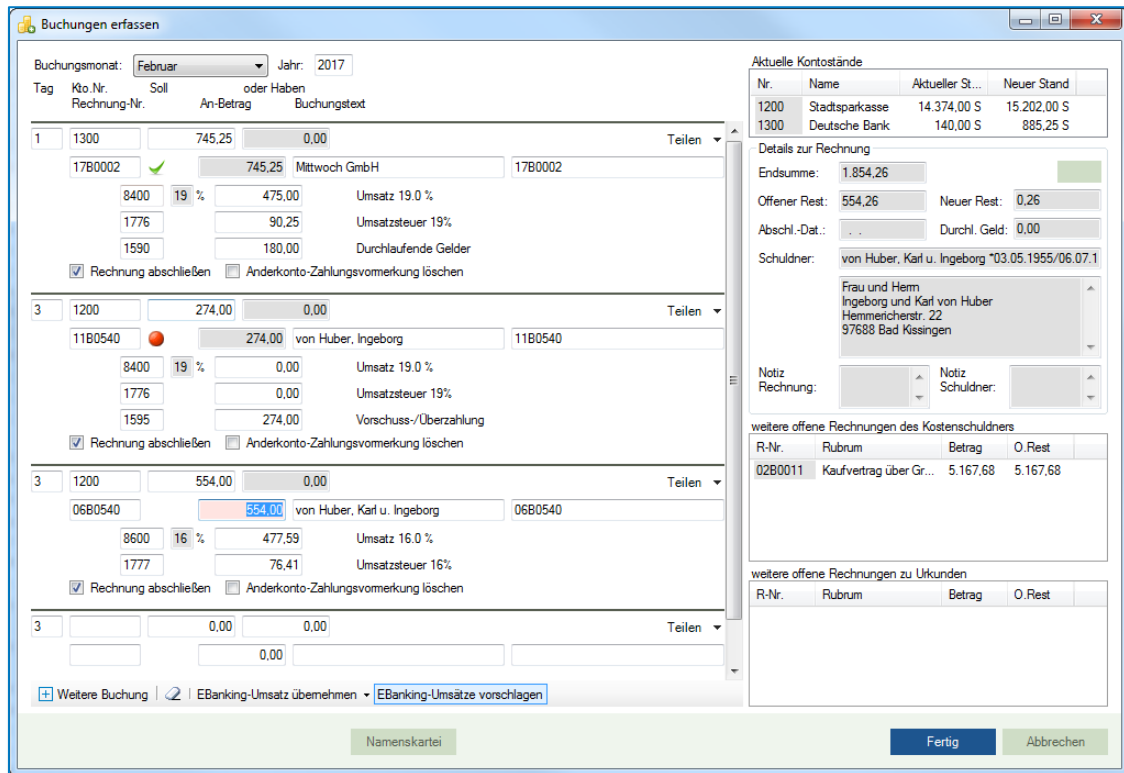 Buchungen erfassen
Buchungsmonat: Februar Jahr: 2017
Tag Kto.Nr. Soll oder Haben
Rechnung-Nr. An-Betrag Buchungstext
1 1300 745,25 0,00 Teilen
17B0002 745,25 Mittwoch GmbH 17B0002
8400 19 % 475,00 Umsatz 19.0 %
1776 90,25 Umsatzsteuer 19%
1590 180,00 Durchlaufende Gelder
Rechnung abschließen Anderkonto-Zahlungsvormerkung löschen
3 1200 274,00 0,00 Teilen
11B0540 274,00 von Huber, Ingeborg 11B0540
8400 19 % 0,00 Umsatz 19.0 %
1776 0,00 Umsatzsteuer 19%
1595 274,00 Vorschuss-/Überzahlung
Rechnung abschließen Anderkonto-Zahlungsvormerkung löschen
3 1200 554,00 0,00 Teilen
06B0540 554,00 von Huber, Karl u. Ingeborg 06B0540
8600 16 % 477,59 Umsatz 16.0 %
1777 76,41 Umsatzsteuer 16%
Rechnung abschließen Anderkonto-Zahlungsvormerkung löschen
3 0,00 0,00 Teilen
0,00
Weitere Buchung EBanking-Umsatz übernehmen EBanking-Umsätze vorschlagen
Aktuelle Kontostände
Nr. Name Aktueller St... Neuer Stand
1200 Stadtsparkasse 14.374,00 S 15.202,00 S
1300 Deutsche Bank 140,00 S 885,25 S
Details zur Rechnung
Endsumme: 1.854,26
Offener Rest: 554,26 Neuer Rest: 0,26
Abschl.-Dat.: . . Durchl. Geld: 0,00
Schuldner: von Huber, Karl u. Ingeborg *03.05.1955/06.07.1
Frau und Herrn
Ingeborg und Karl von Huber
Hemmericherstr. 22
97688 Bad Kissingen
Notiz Rechnung: Notiz Schuldner:
weitere offene Rechnungen des Kostenschuldners
R-Nr. Rubrum Betrag O.Rest
02B0011 Kaufvertrag über Gr... 5.167,68 5.167,68
weitere offene Rechnungen zu Urkunden
R-Nr. Rubrum Betrag O.Rest
Namenskartei Fertig Abbrechen